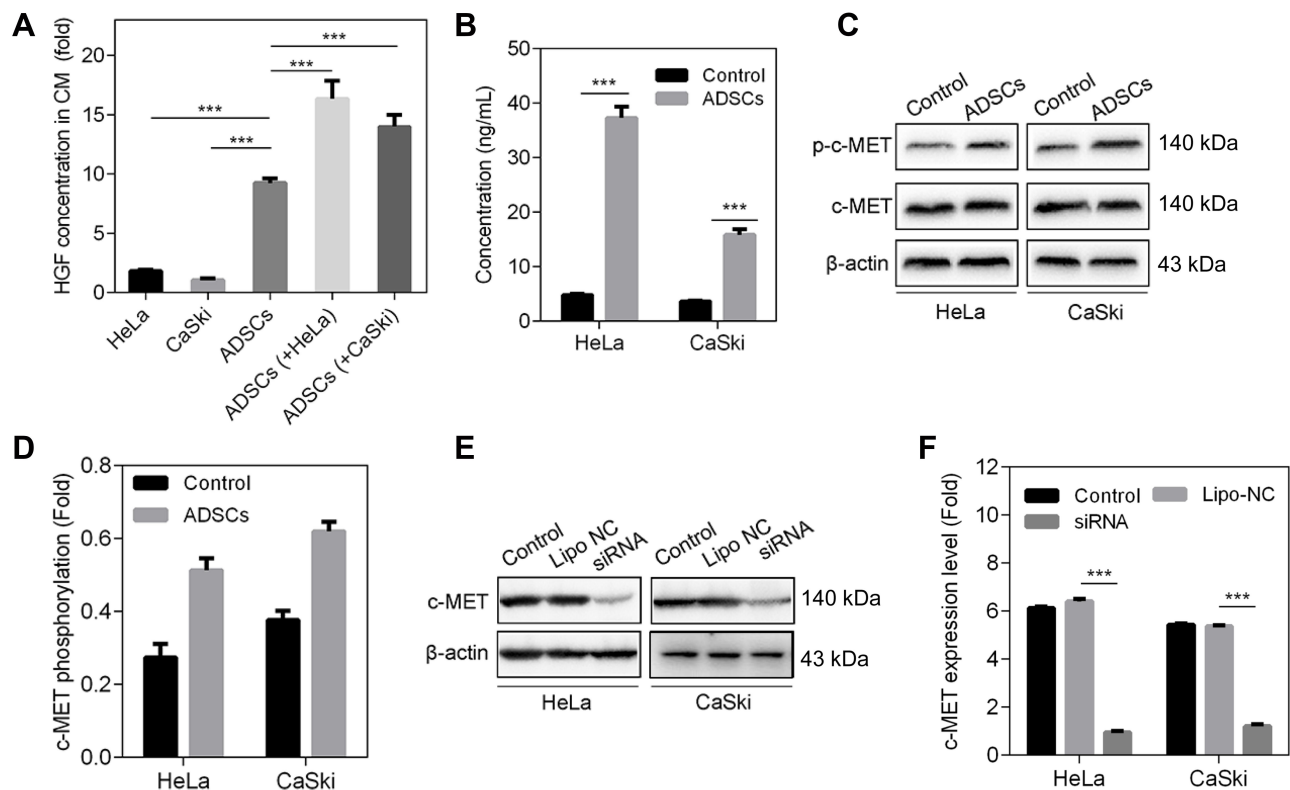 A
HGF concentration in CM (fold)
20
15
10
5
0
***
***
***
***
HeLa
CaSki
ADSCs
ADSCs (+HeLa)
ADSCs (+CaSki)
B
Concentration (ng/mL)
50
40
30
20
10
0
Control
ADSCs
***
***
HeLa
CaSki
C
Control
ADSCs
Control
ADSCs
p-c-MET
140 kDa
c-MET
140 kDa
β-actin
43 kDa
HeLa
CaSki
D
c-MET phosphorylation (Fold)
0.8
0.6
0.4
0.2
0.0
Control
ADSCs
HeLa
CaSki
E
Control
Lipo NC
siRNA
Control
Lipo NC
siRNA
c-MET
140 kDa
β-actin
43 kDa
HeLa
CaSki
F
c-MET expression level (Fold)
12
10
8
6
4
2
0
Control
Lipo-NC
siRNA
***
***
HeLa
CaSki